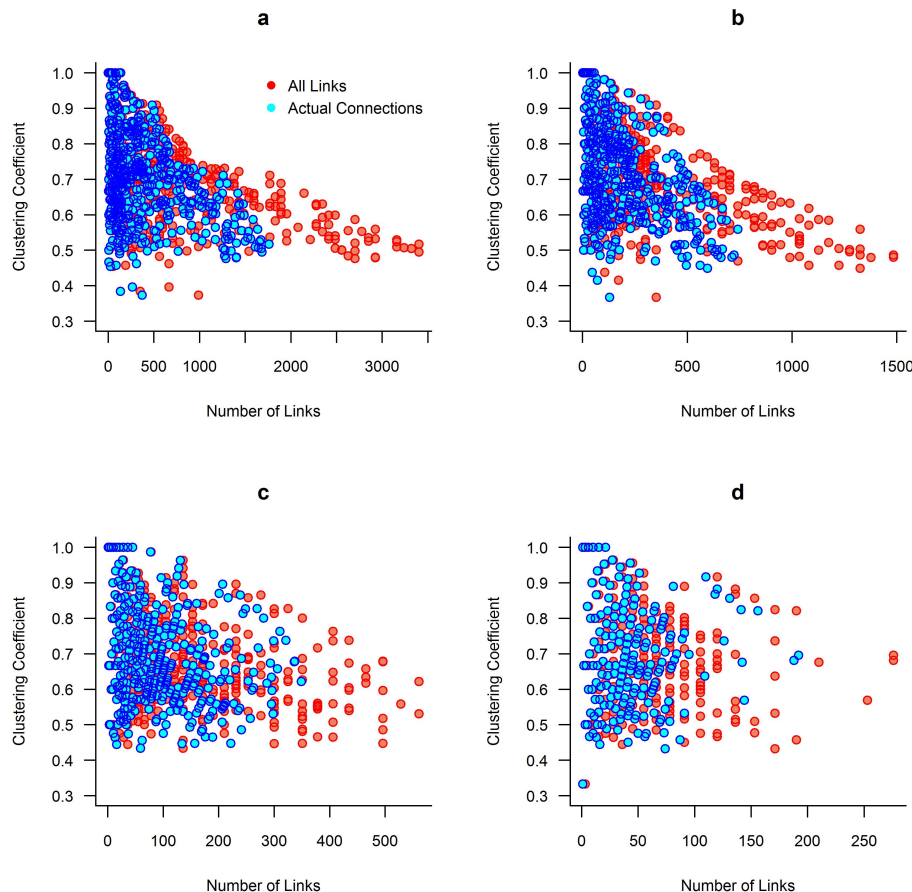 a
1.0
0.9
0.8
0.7
0.6
0.5
0.4
0.3
Clustering Coefficient
All Links
Actual Connections
0 500 1000 2000 3000
Number of Links
b
1.0
0.9
0.8
0.7
0.6
0.5
0.4
0.3
Clustering Coefficient
0 500 1000 1500
Number of Links
c
1.0
0.9
0.8
0.7
0.6
0.5
0.4
0.3
Clustering Coefficient
0 100 200 300 400 500
Number of Links
d
1.0
0.9
0.8
0.7
0.6
0.5
0.4
0.3
Clustering Coefficient
0 50 100 150 200 250
Number of Links